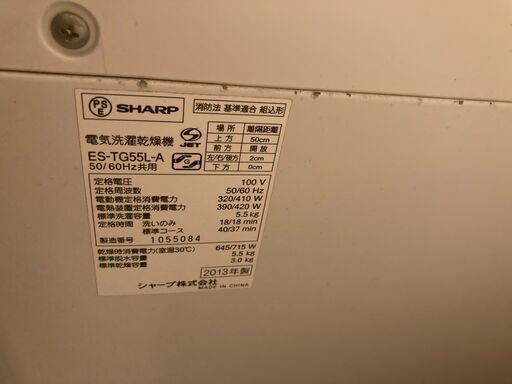 PSE SHARP
消防法 基準適合 組込形
電気洗濯乾燥機
ES-TG55L-A
50/60Hz共用
JET
場所 離隔距離
上方 50cm
前方 開放
左/右/後方 2cm
下方 0cm
定格電圧 100 V
定格周波数 50/60 Hz
電動機定格消費電力 320/410 W
電熱装置定格消費電力 390/420 W
標準洗濯容量 5.5 kg
定格時間 洗いのみ 18/18 min
標準コース 40/37 min
製造番号 1055084
乾燥時消費電力(室温30℃) 645/715 W
標準脱水容量 5.5 kg
標準乾燥容量 3.0 kg
2013年製
シャープ株式会社
MADE IN CHINA